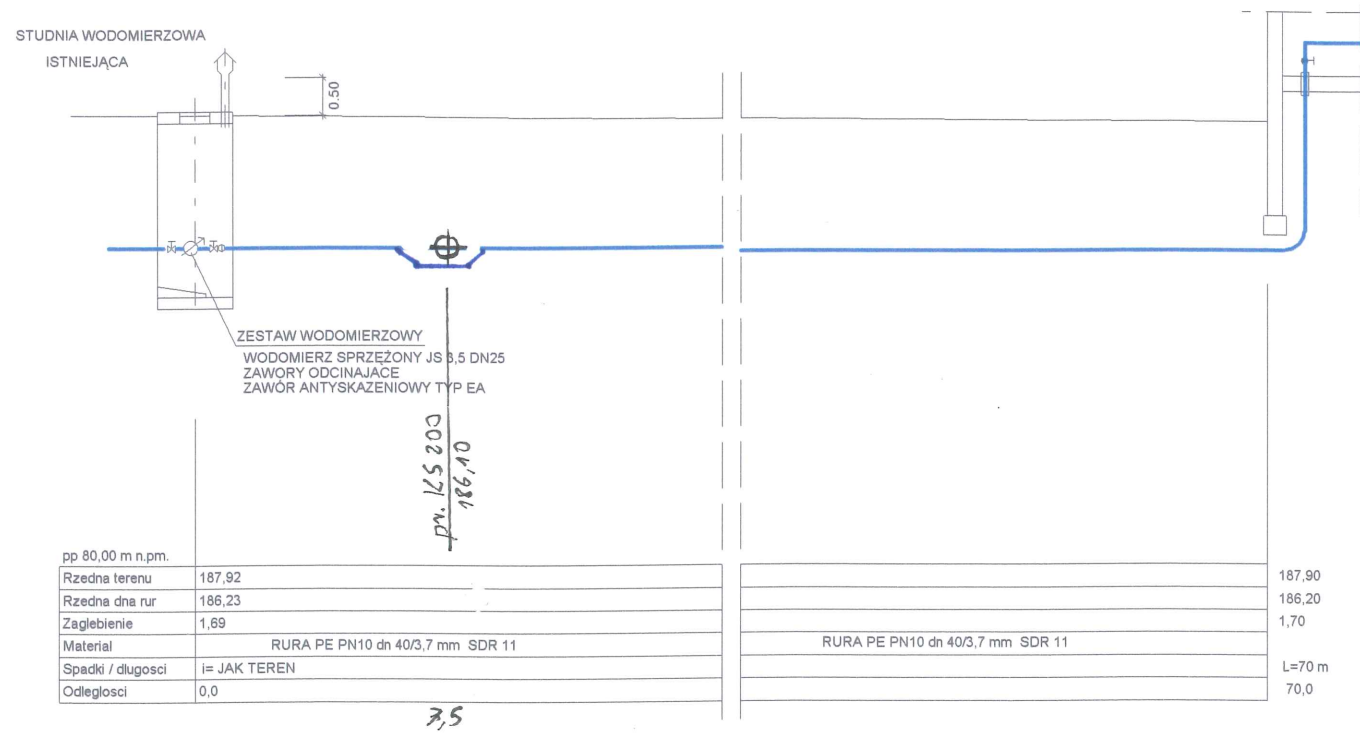 STUDNIA WODOMIERZOWA
ISTNIEJĄCA
0.50
ZESTAW WODOMIERZOWY
WODOMIERZ SPRZĘŻONY JS 3,5 DN25
ZAWORY ODCINAJĄCE
ZAWÓR ANTYSKAZENIOWY TYP EA
pr. KS 200
186,10
pp 80,00 m n.pm.
Rzedna terenu 187,92 187,90
Rzedna dna rur 186,23 186,20
Zaglebienie 1,69 1,70
Material RURA PE PN10 dn 40/3,7 mm SDR 11 RURA PE PN10 dn 40/3,7 mm SDR 11
Spadki / dlugosci i= JAK TEREN L=70 m
Odleglosci 0,0 70,0
7,5